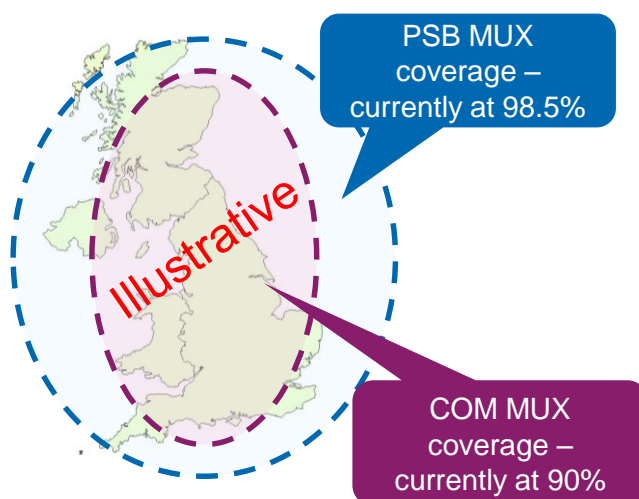 PSB MUX
coverage –
currently at 98.5%
Illustrative
COM MUX
coverage –
currently at 90%